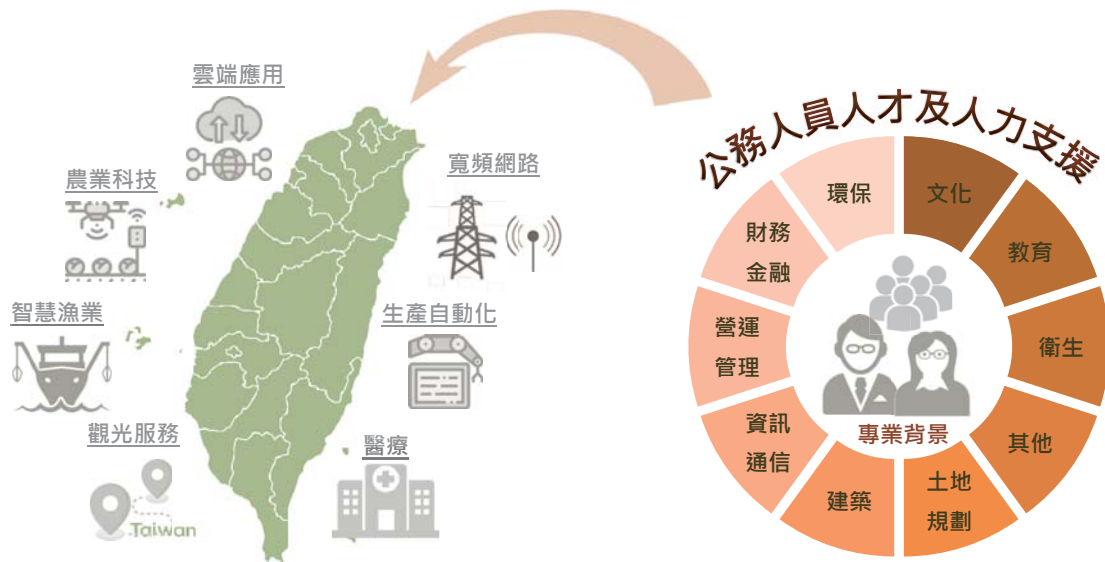 雲端應用
農業科技
寬頻網路
智慧漁業
生產自動化
觀光服務
醫療
Taiwan
公務人員人才及人力支援
文化
教育
衛生
其他
土地
規劃
建築
資訊
通信
營運
管理
財務
金融
環保
專業背景